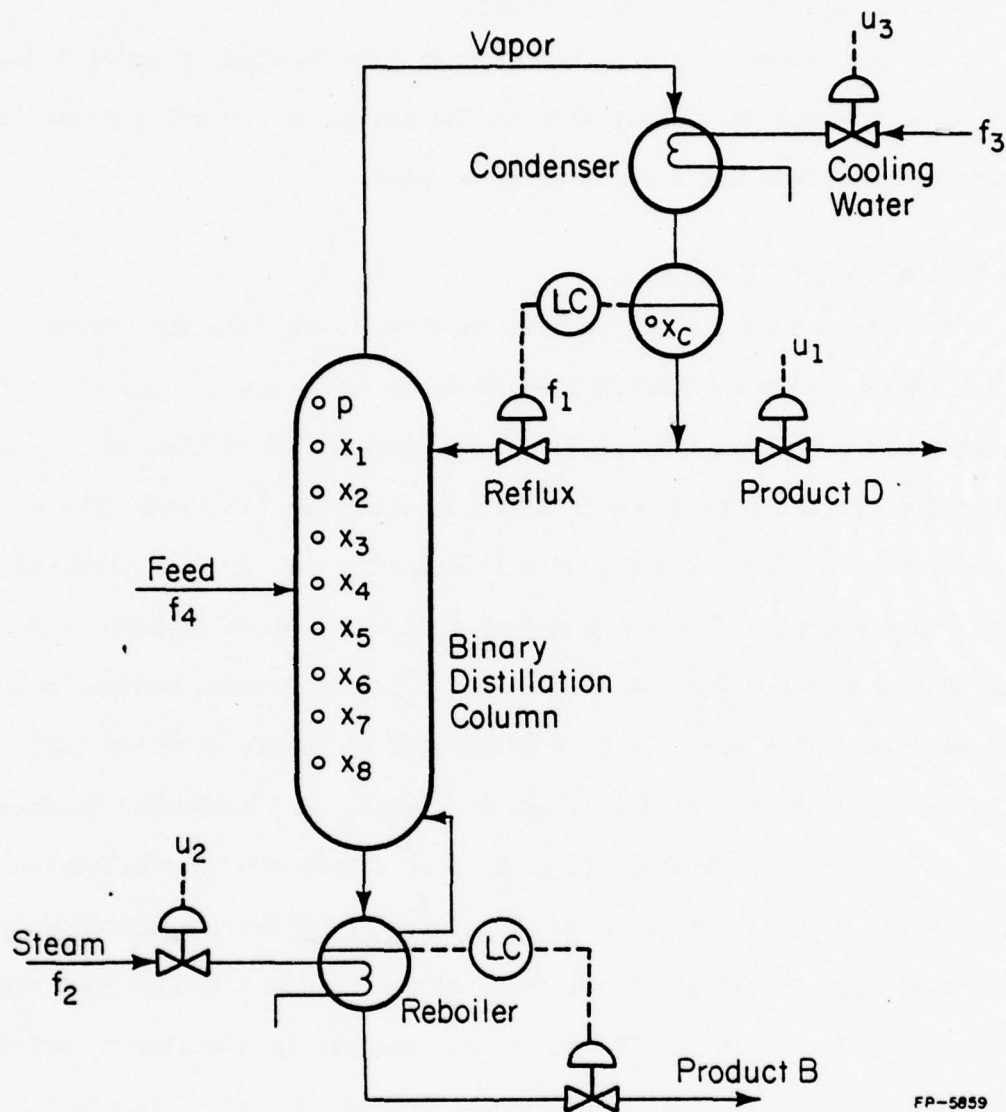 u3
Vapor
f3
Condenser
Cooling
Water
LC
xC
u1
f1
p
x1
Reflux
Product D
x2
x3
Feed
x4
f4
x5
Binary
x6
Distillation
Column
x7
x8
u2
LC
Steam
f2
Reboiler
Product B
FP-5859